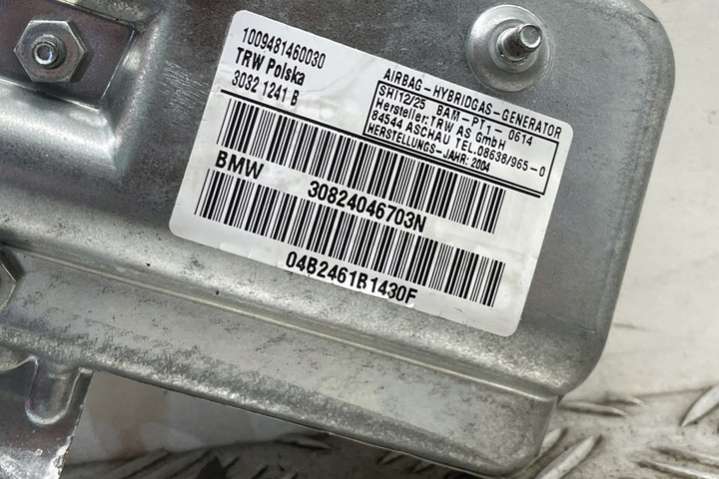 1009481460030
TRW Polska
3032 1241 B
AIRBAG-HYBRIDGAS-GENERATOR
SHI12/25 BAM-PT1-0614
Hersteller:TRW AS GmbH
84544 ASCHAU TEL.08638/965-0
HERSTELLUNGS-JAHR: 2004
BMW 30824046703N
04B2461B1430F